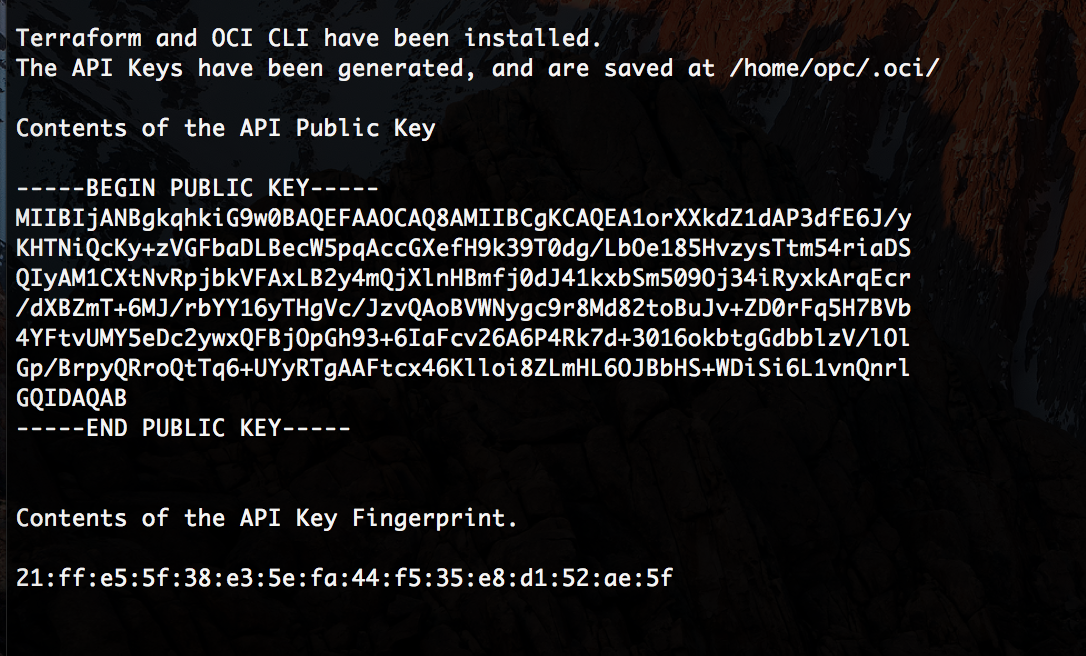 Terraform and OCI CLI have been installed.
The API Keys have been generated, and are saved at /home/opc/.oci/
Contents of the API Public Key
-----BEGIN PUBLIC KEY-----
MIIBIjANBgkqhkiG9w0BAQEFAAOCAQ8AMIIBCgKCAQEA1orXXkdZ1dAP3dfE6J/y
KHTNiQcKy+zVGFbaDLBecW5pqAccGXefH9k39T0dg/LbOe185HvzysTtm54riaDS
QIyAM1CXtNvRpjbkVFAxLB2y4mQjXlnHBmfj0dJ41kxbSm509Oj34iRyxkArqEcr
/dXBZmT+6MJ/rbYY16yTHgVc/JzvQAoBVWNygc9r8Md82toBuJv+ZD0rFq5H7BVb
4YFtvUMY5eDc2ywxQFBjOpGh93+6IaFcv26A6P4Rk7d+3016okbtgGdbblzV/lOl
Gp/BrpyQRroQtTq6+UYyRTgAAFtcx46Klloi8ZLmHL6OJBbHS+WDiSi6L1vnQnrl
GQIDAQAB
-----END PUBLIC KEY-----
Contents of the API Key Fingerprint.
21:ff:e5:5f:38:e3:5e:fa:44:f5:35:e8:d1:52:ae:5f